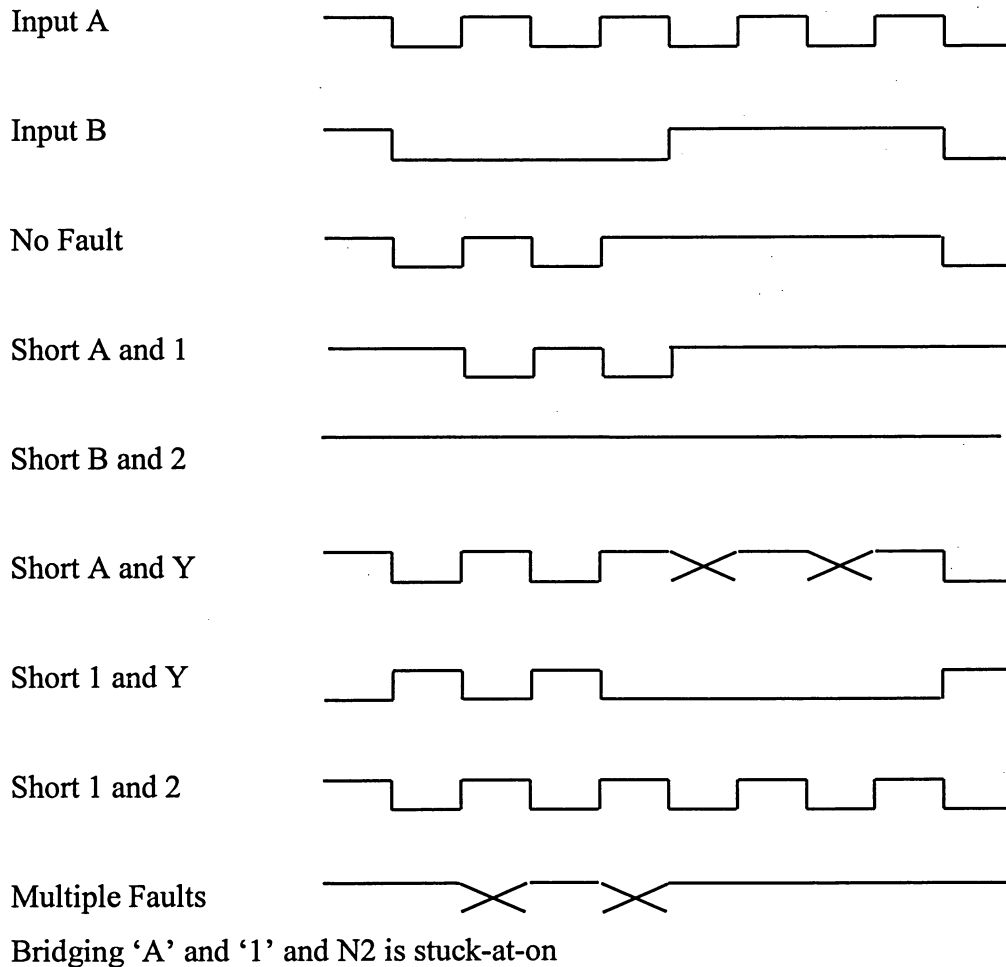 Input A
Input B
No Fault
Short A and 1
Short B and 2
Short A and Y
Short 1 and Y
Short 1 and 2
Multiple Faults
Bridging ‘A’ and ‘1’ and N2 is stuck-at-on